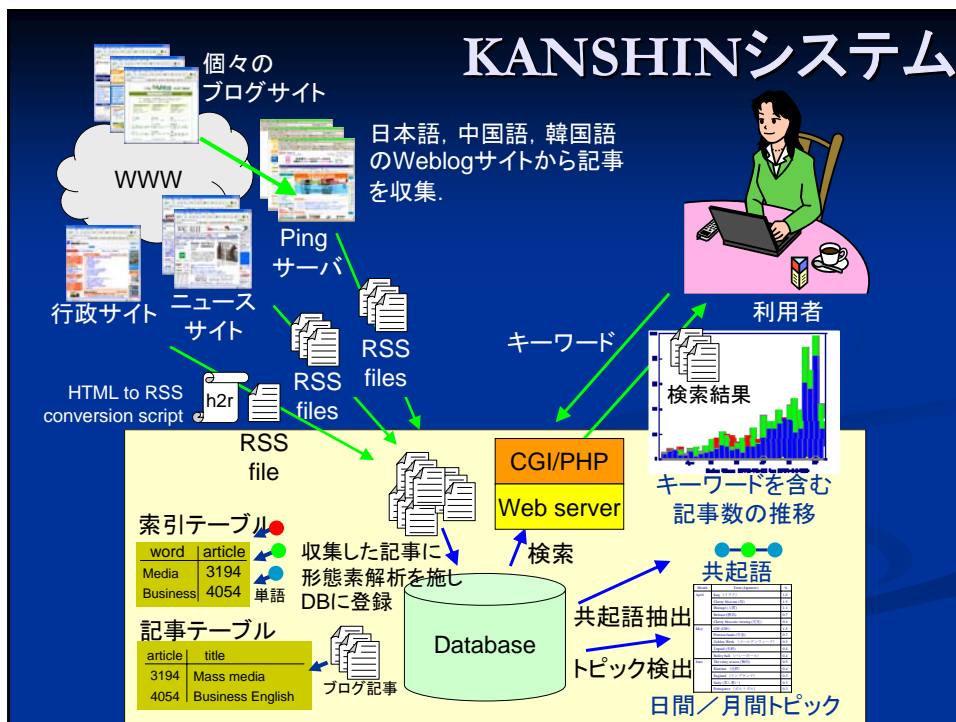 KANSHINシステム
個々の
ブログサイト
日本語, 中国語, 韓国語
のWeblogサイトから記事
を収集.
WWW
Ping
サーバ
行政サイト
ニュース
サイト
利用者
キーワード
RSS
files
RSS
files
HTML to RSS
conversion script
h2r
RSS
file
検索結果
キーワードを含む
記事数の推移
CGI/PHP
Web server
検索
索引テーブル
word article
Media 3194
Business 4054
単語
収集した記事に
形態素解析を施し
DBに登録
記事テーブル
article title
3194 Mass media
4054 Business English
ブログ記事
Database
共起語
共起語抽出
トピック検出
日間／月間トピック